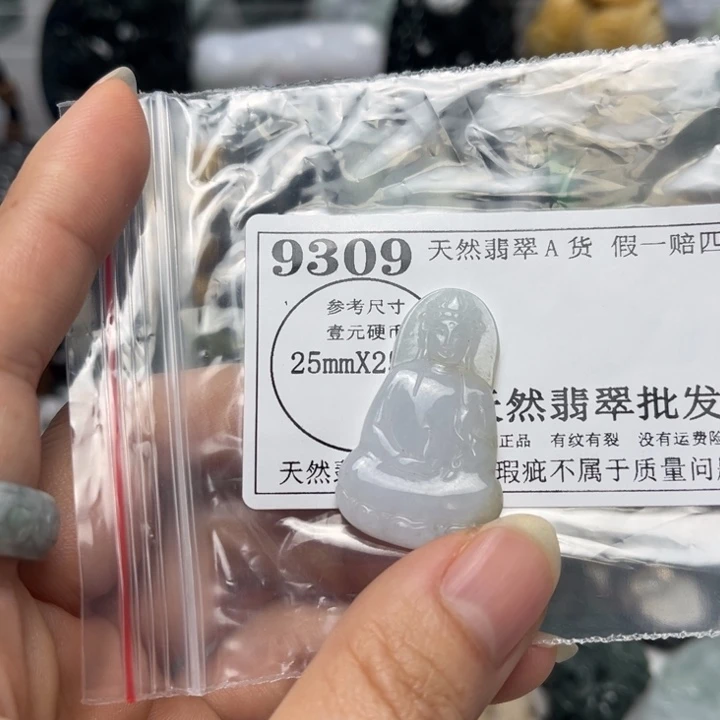 9309 天然翡翠A货 假一赔四
参考尺寸
壹元硬币
25mmX2
天然翡翠批发
正品 有纹有裂 没有运费险
天然 瑕疵不属于质量问题